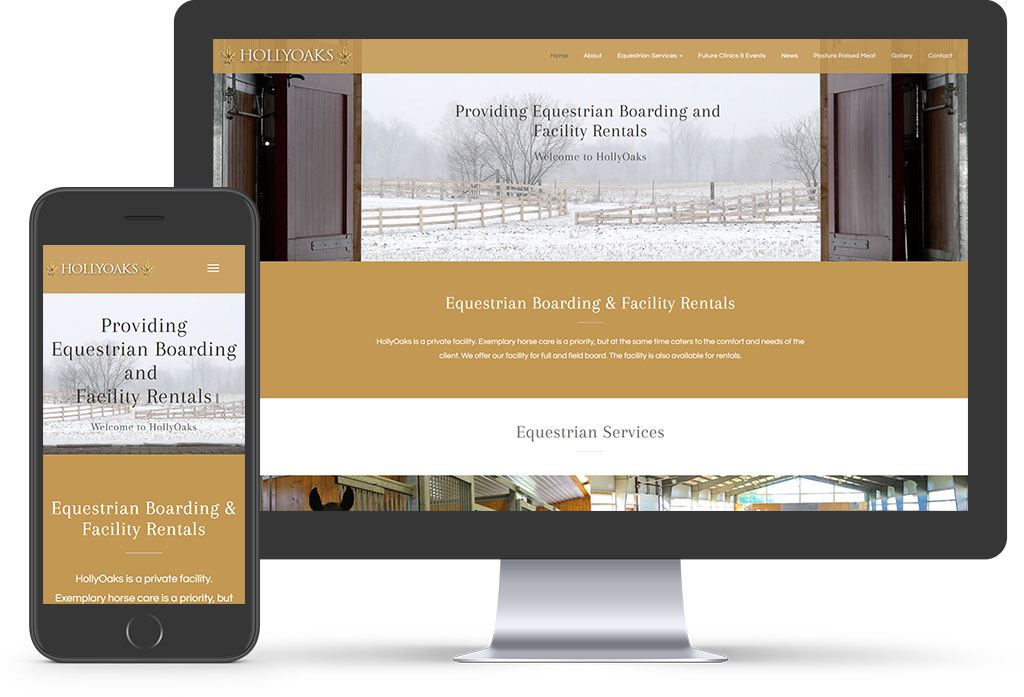 HOLLYOAKS
Home About Equestrian Services Future Clinics & Events News Pasture Raised Meat Gallery Contact
Providing Equestrian Boarding and
Facility Rentals
Welcome to HollyOaks
Equestrian Boarding & Facility Rentals
HollyOaks is a private facility. Exemplary horse care is a priority, but at the same time caters to the comfort and needs of the
client. We offer our facility for full and field board. The facility is also available for rentals.
Equestrian Services
HOLLYOAKS
Providing
Equestrian Boarding
and
Facility Rentals
Welcome to HollyOaks
Equestrian Boarding &
Facility Rentals
HollyOaks is a private facility.
Exemplary horse care is a priority, but